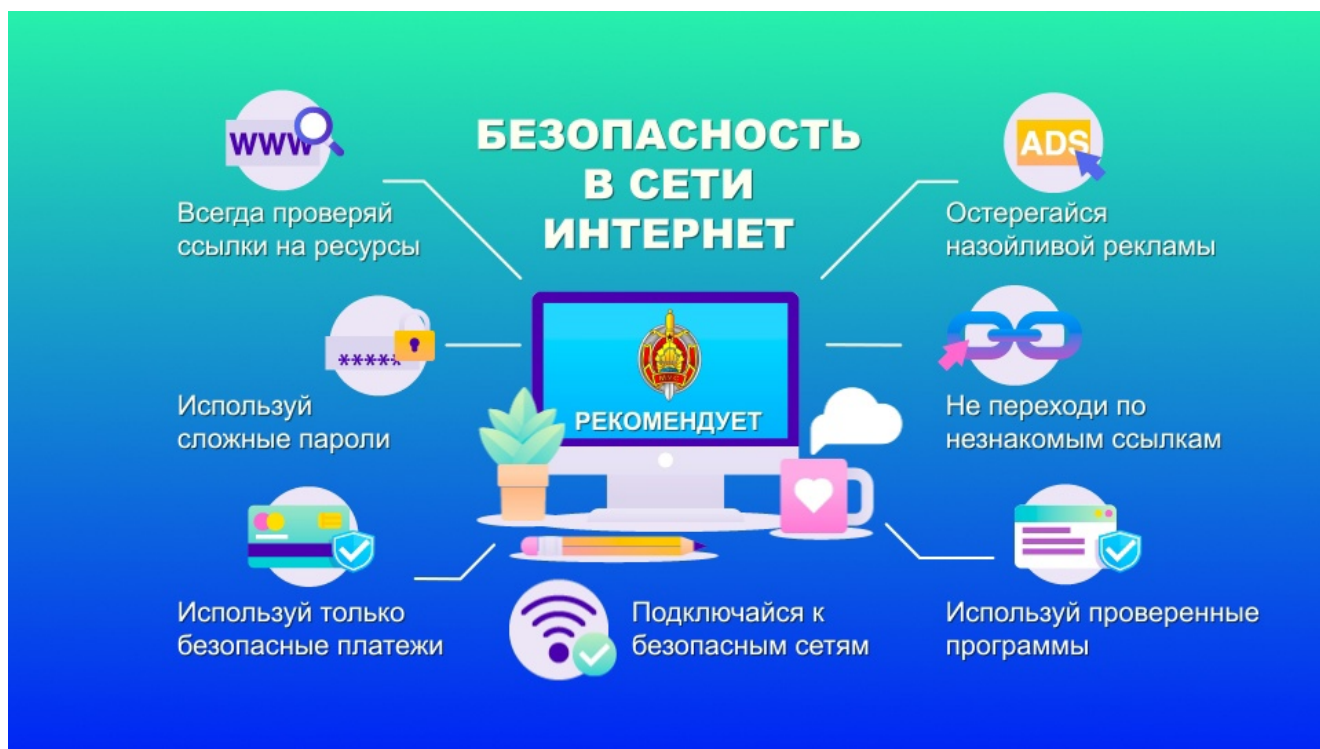 БЕЗОПАСНОСТЬ
В СЕТИ
ИНТЕРНЕТ
WWW
Всегда проверяй
ссылки на ресурсы
ADS
Остерегайся
назойливой рекламы
*****
Используй
сложные пароли
МУС
РЕКОМЕНДУЕТ
Не переходи по
незнакомым ссылкам
Используй только
безопасные платежи
Подключайся к
безопасным сетям
Используй проверенные
программы